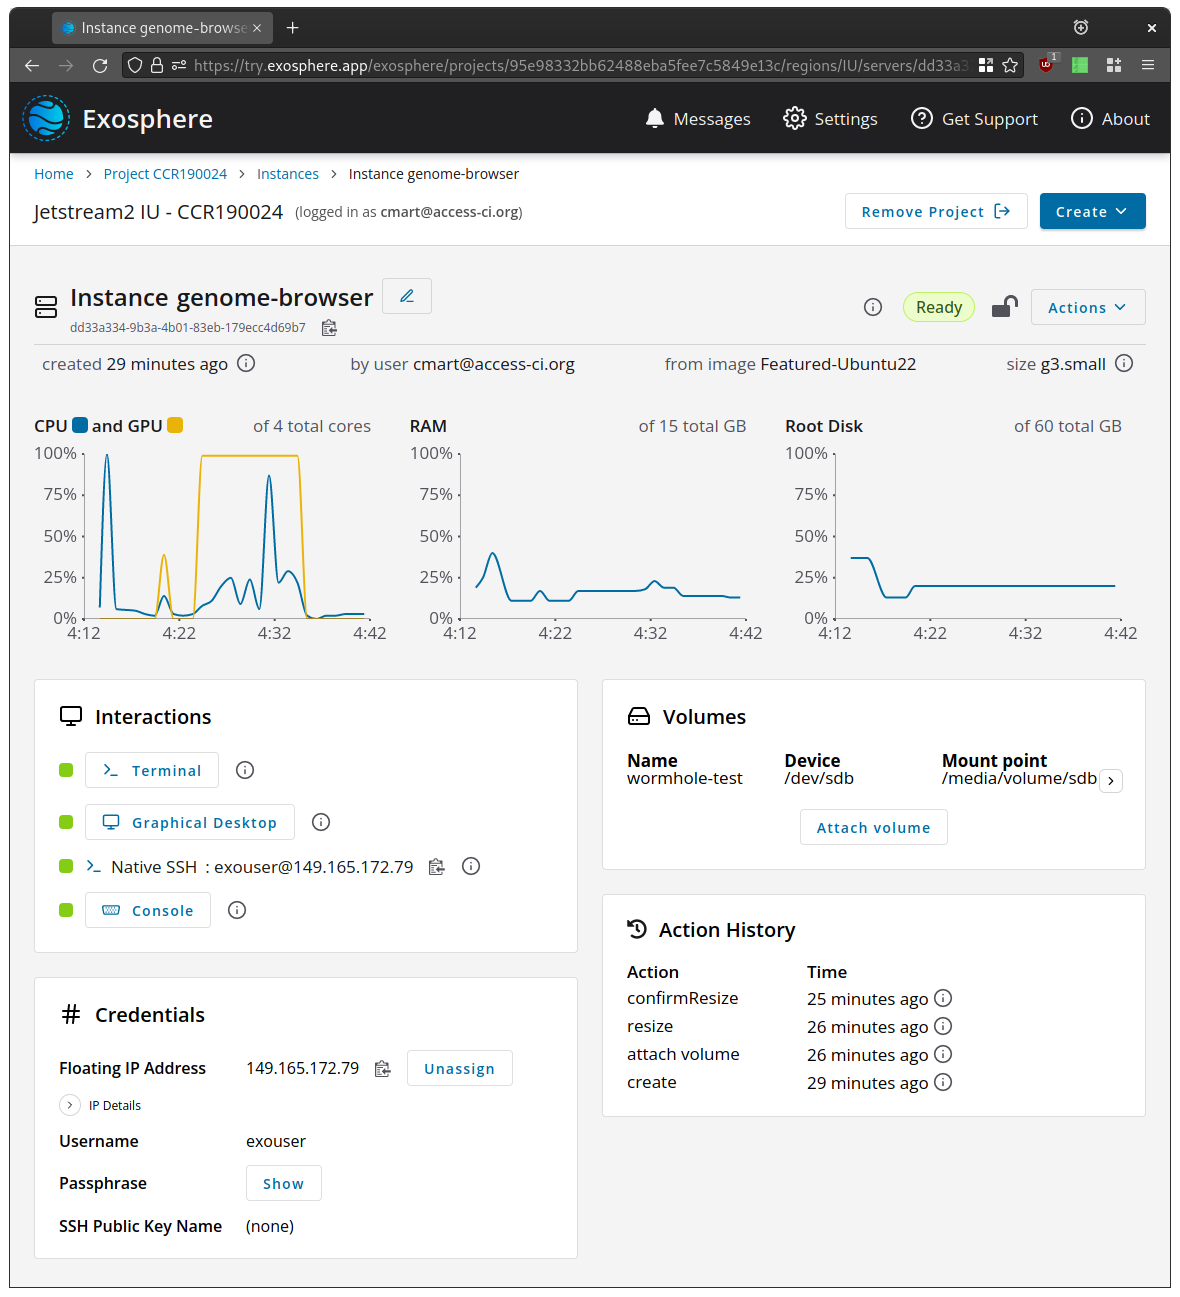 Instance genome-browse
https://try.exosphere.app/exosphere/projects/95e98332bb62488eba5fee7c5849e13c/regions/IU/servers/dd33a3
1
Exosphere
Messages
Settings
Get Support
About
Home > Project CCR190024 > Instances > Instance genome-browser
Jetstream2 IU - CCR190024 (logged in as cmart@access-ci.org)
Remove Project
Create
Instance genome-browser
dd33a334-9b3a-4b01-83eb-179ecc4d69b7
Ready
Actions
created 29 minutes ago
by user cmart@access-ci.org
from image Featured-Ubuntu22
size g3.small
CPU and GPU of 4 total cores
100%
75%
50%
25%
0%
4:12 4:22 4:32 4:42
RAM of 15 total GB
100%
75%
50%
25%
0%
4:12 4:22 4:32 4:42
Root Disk of 60 total GB
100%
75%
50%
25%
0%
4:12 4:22 4:32 4:42
Interactions
Terminal
Graphical Desktop
Native SSH : exouser@149.165.172.79
Console
Credentials
Floating IP Address 149.165.172.79 Unassign
IP Details
Username exouser
Passphrase Show
SSH Public Key Name (none)
Volumes
Name Device Mount point
wormhole-test /dev/sdb /media/volume/sdb
Attach volume
Action History
Action Time
confirmResize 25 minutes ago
resize 26 minutes ago
attach volume 26 minutes ago
create 29 minutes ago